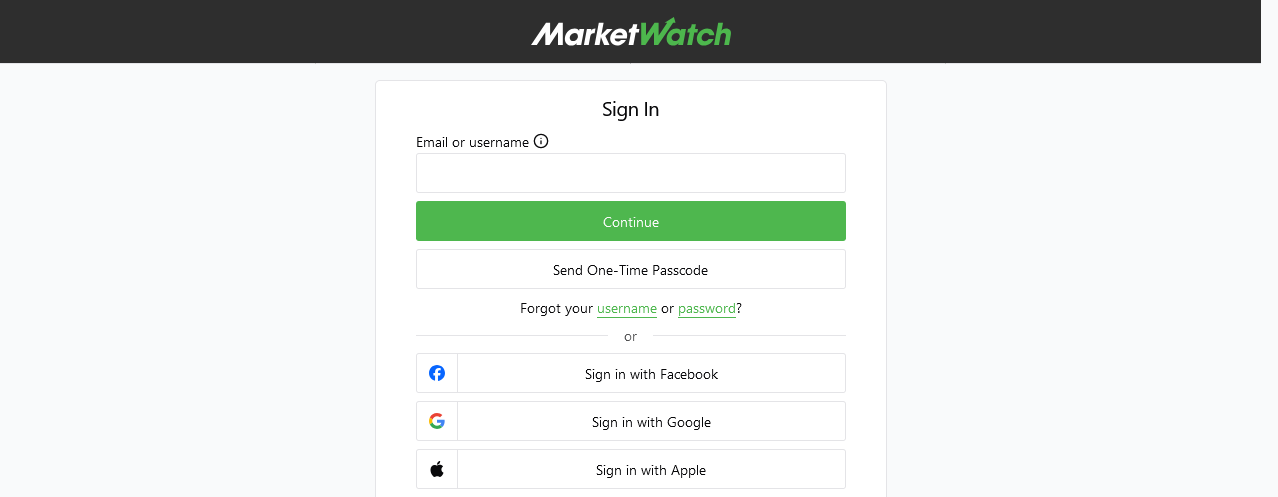 MarketWatch
Sign In
Email or username
Continue
Send One-Time Passcode
Forgot your username or password?
or
Sign in with Facebook
Sign in with Google
Sign in with Apple